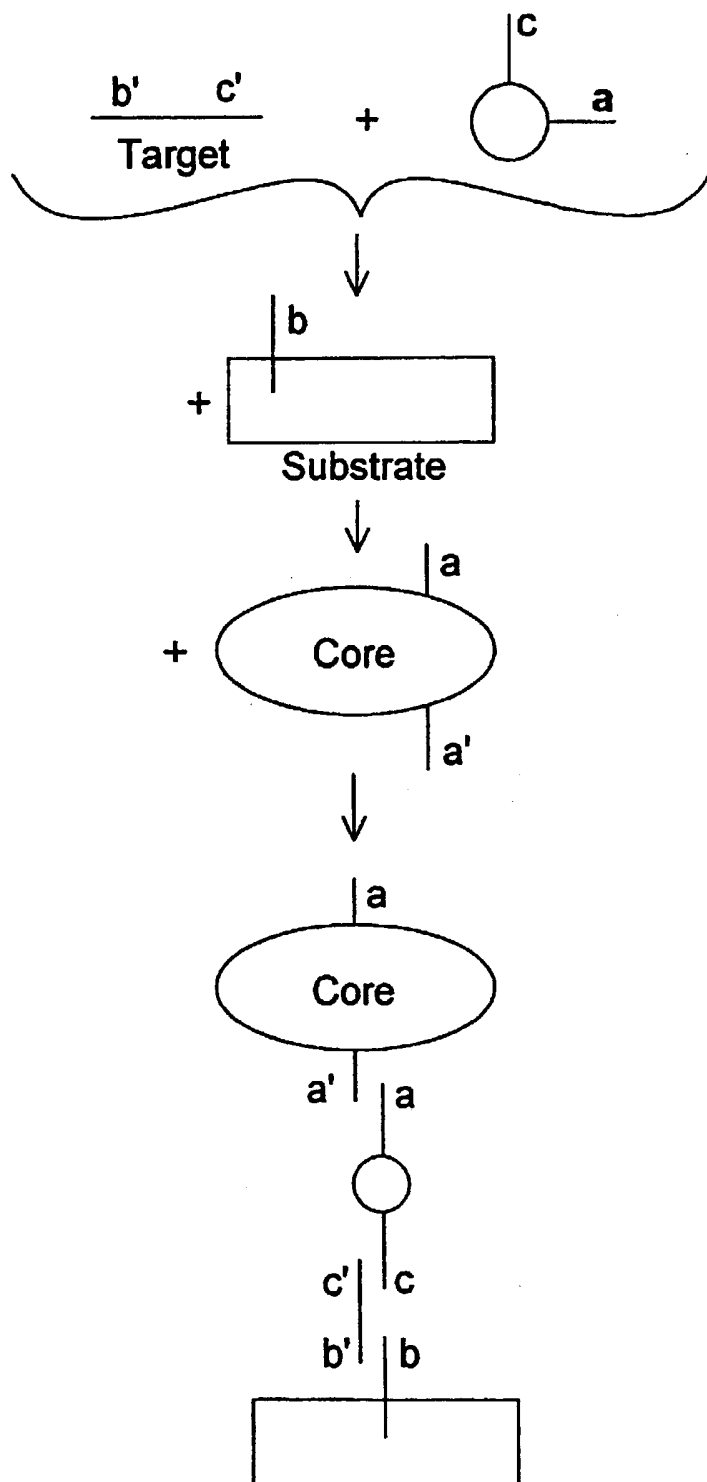 c
b' c' + a
Target
b
+
Substrate
a
+ Core
a'
a
Core
a' a
c' c
b' b